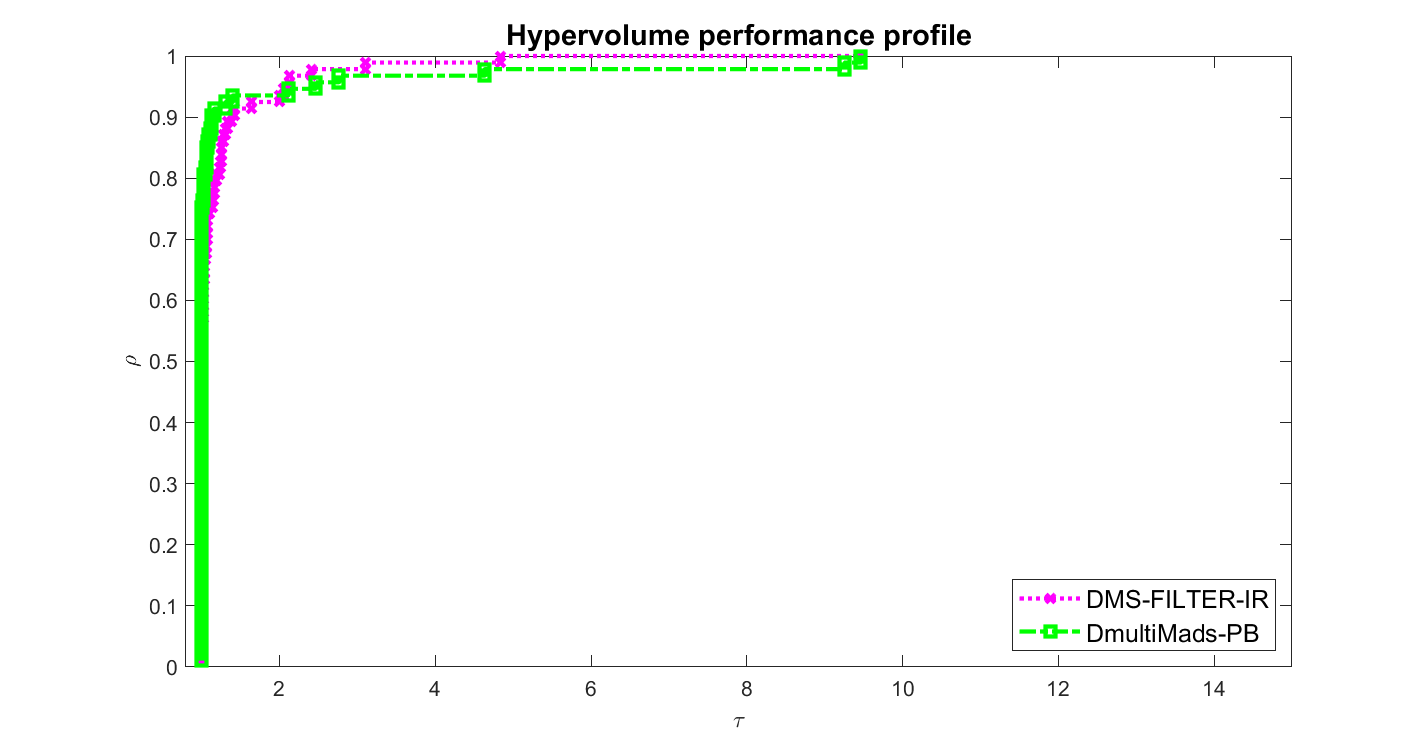 Hypervolume performance profile
1
0.9
0.8
0.7
0.6
0.5
0.4
0.3
0.2
0.1
0
ρ
2 4 6 8 10 12 14
τ
DMS-FILTER-IR
DmultiMads-PB